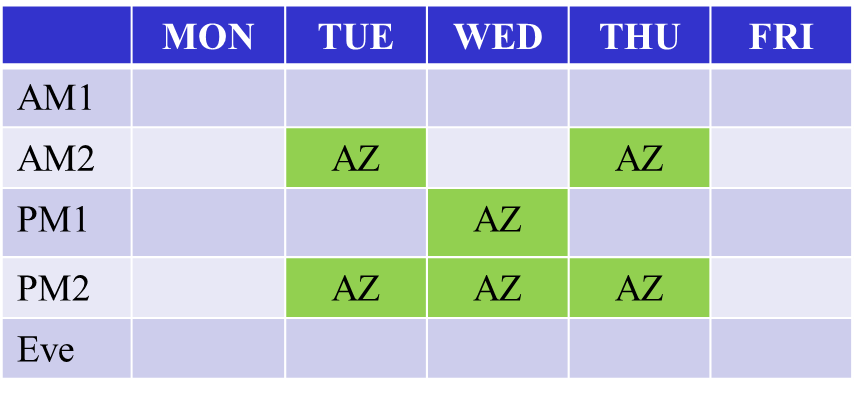 MON TUE WED THU FRI
AM1
AM2 AZ AZ
PM1 AZ
PM2 AZ AZ AZ
Eve